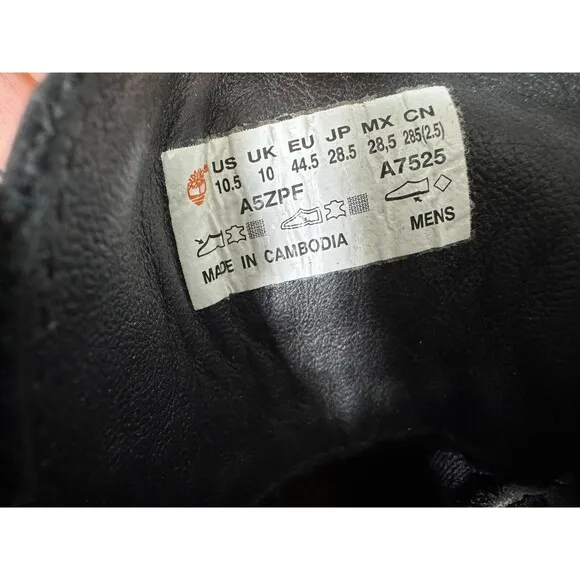 US UK EU JP MX CN
10.5 10 44.5 28.5 28,5 285(2.5)
A5ZPF A7525
MADE IN CAMBODIA MENS